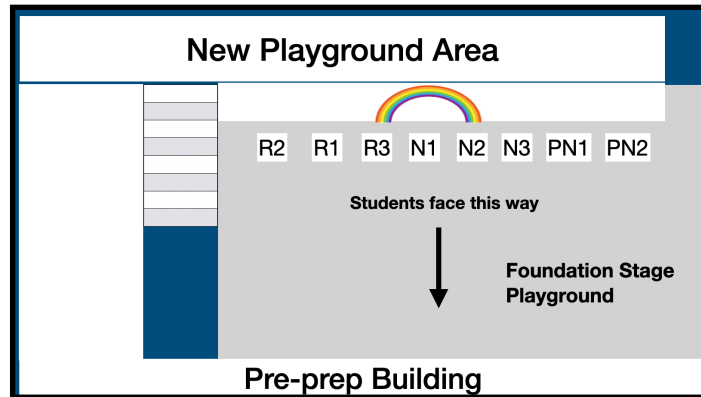 New Playground Area
R2 R1 R3 N1 N2 N3 PN1 PN2
Students face this way
Foundation Stage
Playground
Pre-prep Building